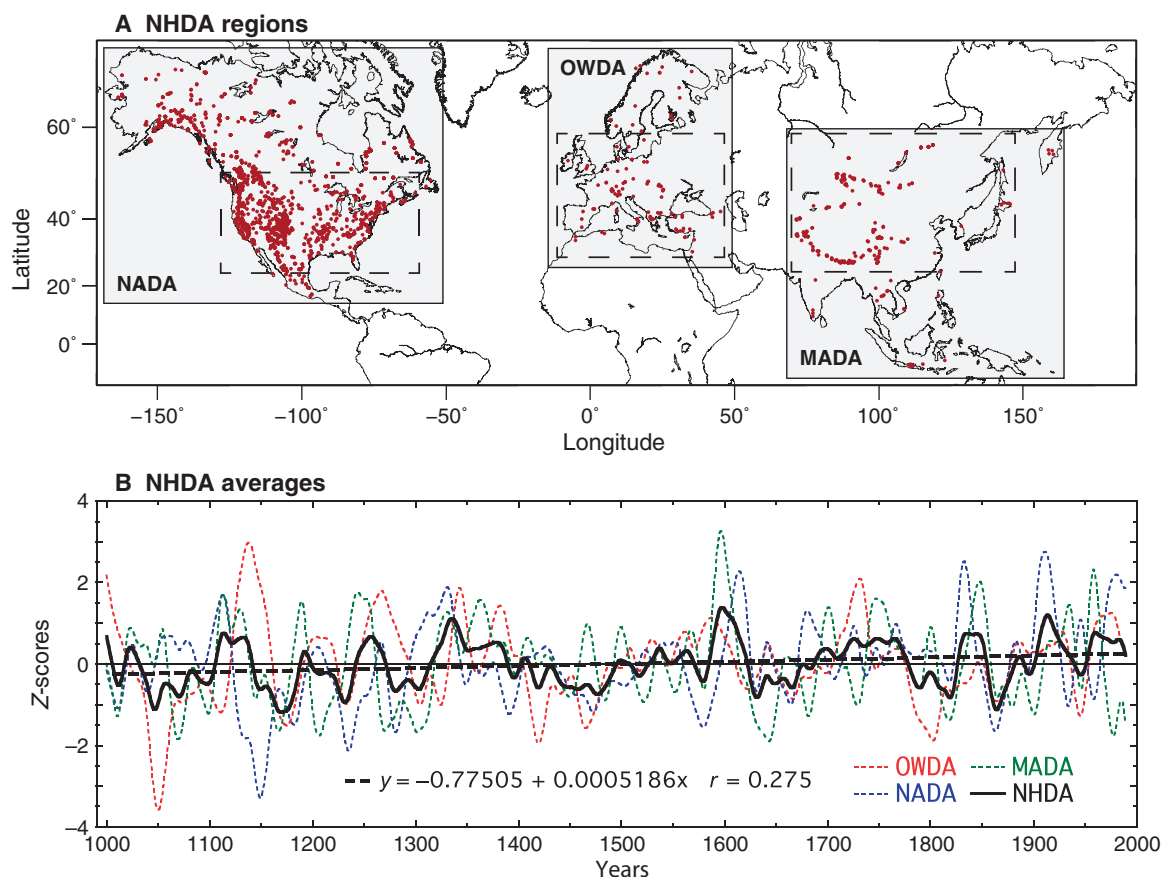 A NHDA regions
OWDA
NADA
MADA
60°
40°
20°
0°
Latitude
−150° −100° −50° 0° 50° 100° 150°
Longitude
B NHDA averages
4
2
0
−2
−4
Z-scores
y = −0.77505 + 0.0005186x r = 0.275
OWDA MADA
NADA NHDA
1000 1100 1200 1300 1400 1500 1600 1700 1800 1900 2000
Years